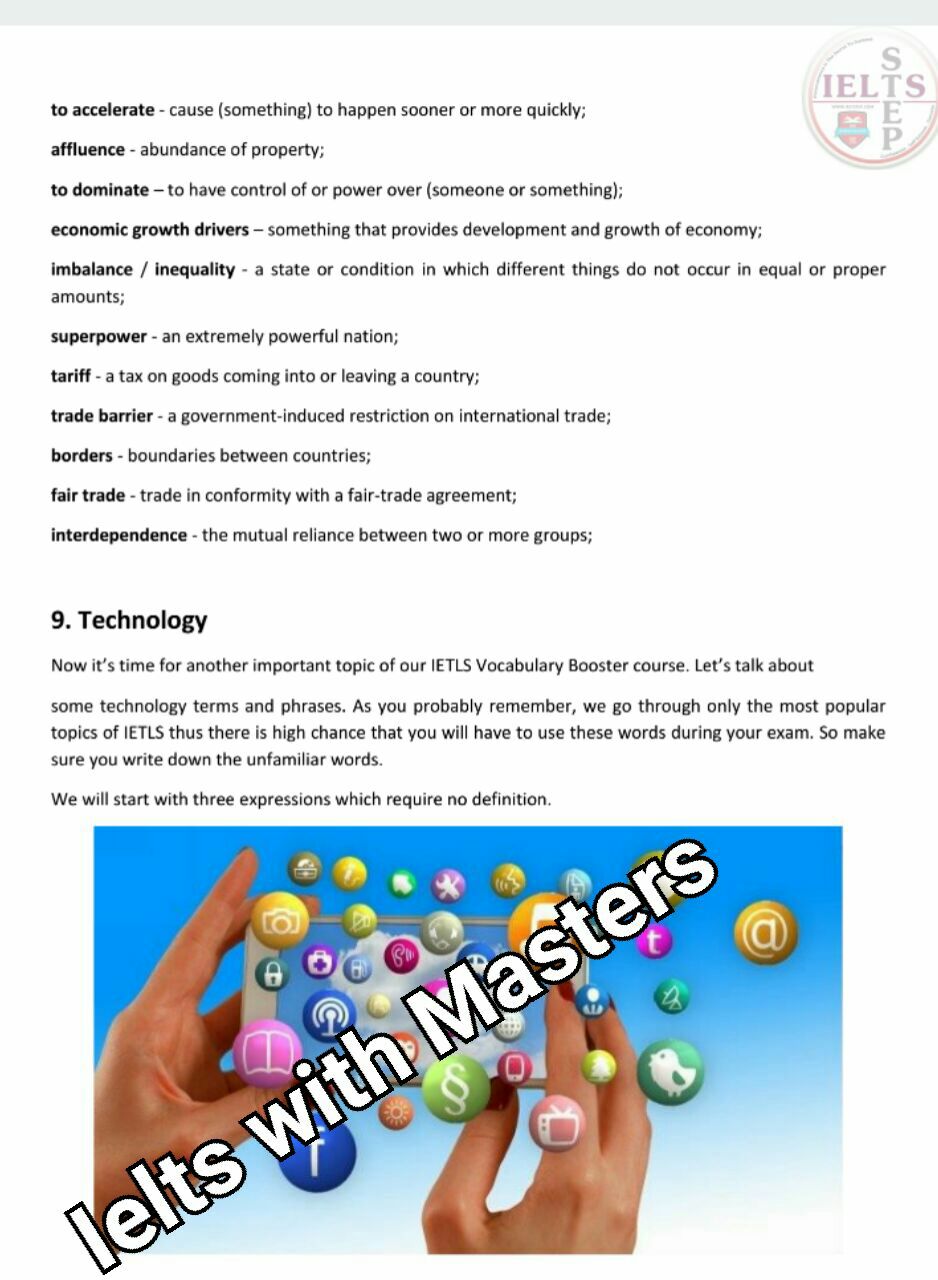 IELTS
STEP
to accelerate - cause (something) to happen sooner or more quickly;
affluence - abundance of property;
to dominate – to have control of or power over (someone or something);
economic growth drivers – something that provides development and growth of economy;
imbalance / inequality - a state or condition in which different things do not occur in equal or proper
amounts;
superpower - an extremely powerful nation;
tariff - a tax on goods coming into or leaving a country;
trade barrier - a government-induced restriction on international trade;
borders - boundaries between countries;
fair trade - trade in conformity with a fair-trade agreement;
interdependence - the mutual reliance between two or more groups;
9. Technology
Now it's time for another important topic of our IETLS Vocabulary Booster course. Let's talk about
some technology terms and phrases. As you probably remember, we go through only the most popular
topics of IETLS thus there is high chance that you will have to use these words during your exam. So make
sure you write down the unfamiliar words.
We will start with three expressions which require no definition.
@
t
§
f
Ielts with Masters